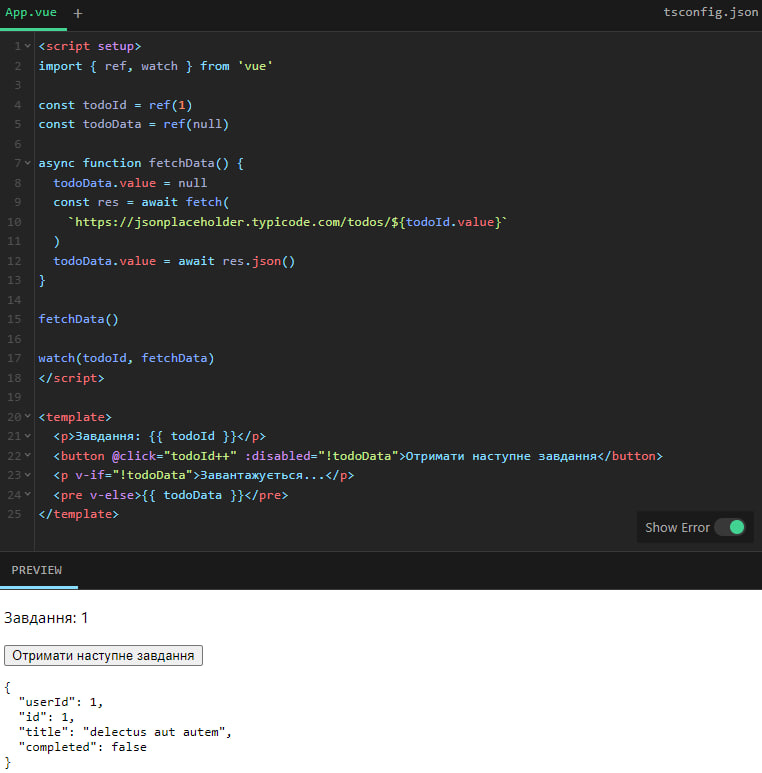 App.vue + tsconfig.json
1 <script setup>
2 import { ref, watch } from 'vue'
3
4 const todoId = ref(1)
5 const todoData = ref(null)
6
7 async function fetchData() {
8   todoData.value = null
9   const res = await fetch(
10     `https://jsonplaceholder.typicode.com/todos/${todoId.value}`
11   )
12   todoData.value = await res.json()
13 }
14
15 fetchData()
16
17 watch(todoId, fetchData)
18 </script>
19
20 <template>
21   <p>Завдання: {{ todoId }}</p>
22   <button @click="todoId++" :disabled="!todoData">Отримати наступне завдання</button>
23   <p v-if="!todoData">Завантажується...</p>
24   <pre v-else>{{ todoData }}</pre>
25 </template>
Show Error
PREVIEW
Завдання: 1
Отримати наступне завдання
{
  "userId": 1,
  "id": 1,
  "title": "delectus aut autem",
  "completed": false
}